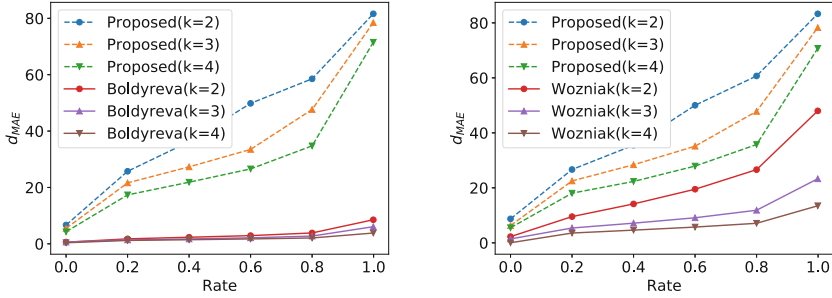 80
60
40
20
0
d_MAE
Proposed(k=2)
Proposed(k=3)
Proposed(k=4)
Boldyreva(k=2)
Boldyreva(k=3)
Boldyreva(k=4)
0.0 0.2 0.4 0.6 0.8 1.0
Rate
80
60
40
20
0
d_MAE
Proposed(k=2)
Proposed(k=3)
Proposed(k=4)
Wozniak(k=2)
Wozniak(k=3)
Wozniak(k=4)
0.0 0.2 0.4 0.6 0.8 1.0
Rate